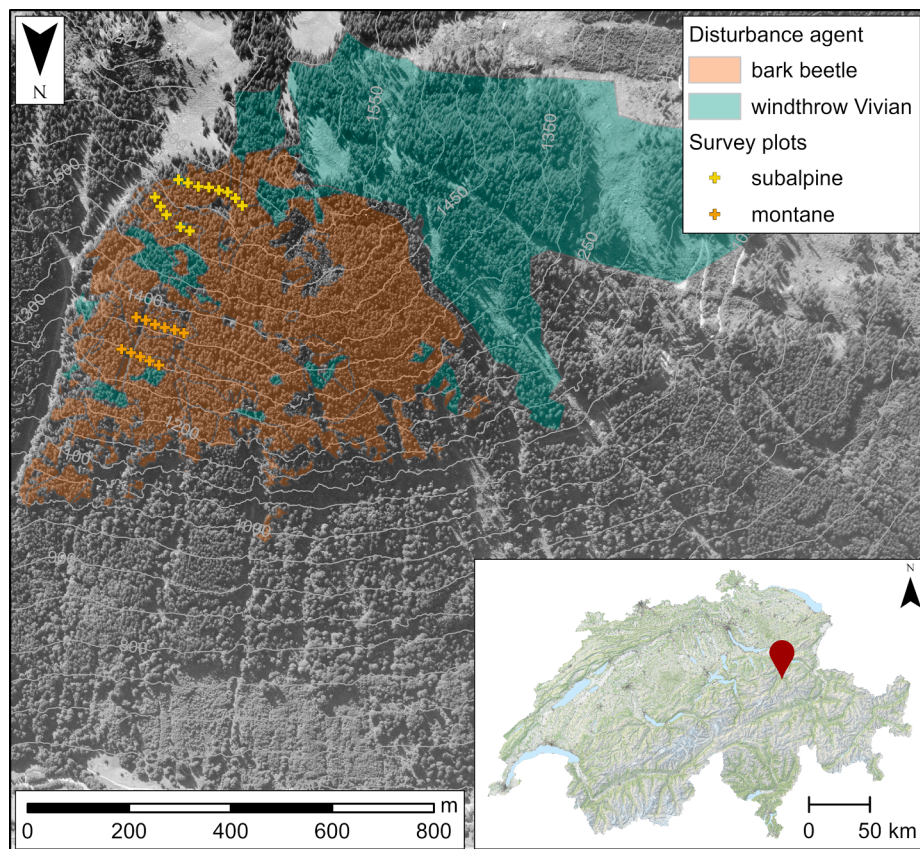 N
Disturbance agent
bark beetle
windthrow Vivian
Survey plots
subalpine
montane
1550
1350
1500
1450
1250
1300
1400
1200
1100
1000
900
800
N
m
0 200 400 600 800
0 50 km